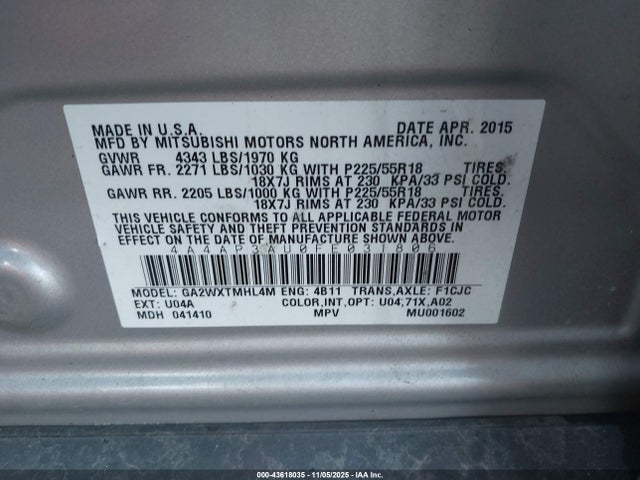 MADE IN U.S.A. DATE APR. 2015
MFD BY MITSUBISHI MOTORS NORTH AMERICA, INC.
GVWR 4343 LBS/1970 KG
GAWR FR. 2271 LBS/1030 KG WITH P225/55R18 TIRES.
18X7J RIMS AT 230 KPA/33 PSI COLD.
GAWR RR. 2205 LBS/1000 KG WITH P225/55R18 TIRES.
18X7J RIMS AT 230 KPA/33 PSI COLD.
THIS VEHICLE CONFORMS TO ALL APPLICABLE FEDERAL MOTOR
VEHICLE SAFETY AND THEFT PREVENTION STANDARDS IN
EFFECT ON THE DATE OF MANUFACTURE SHOWN ABOVE.
4A4AP3AU0FE031806
MODEL: GA2WXTMHL4M ENG: 4B11 TRANS,AXLE: F1CJC
EXT: U04A COLOR,INT,OPT: U04,71X,A02
MDH 041410 MPV MU001602
000-43618035 - 11/05/2025 - IAA Inc.